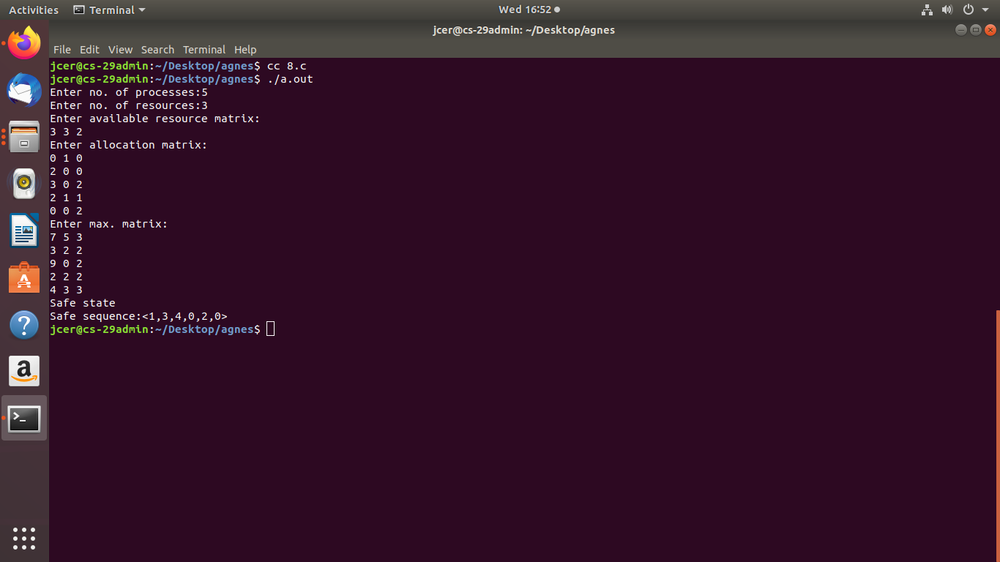 Activities Terminal Wed 16:52
jcer@cs-29admin: ~/Desktop/agnes
File Edit View Search Terminal Help
jcer@cs-29admin:~/Desktop/agnes$ cc 8.c
jcer@cs-29admin:~/Desktop/agnes$ ./a.out
Enter no. of processes:5
Enter no. of resources:3
Enter available resource matrix:
3 3 2
Enter allocation matrix:
0 1 0
2 0 0
3 0 2
2 1 1
0 0 2
Enter max. matrix:
7 5 3
3 2 2
9 0 2
2 2 2
4 3 3
Safe state
Safe sequence:<1,3,4,0,2,0>
jcer@cs-29admin:~/Desktop/agnes$